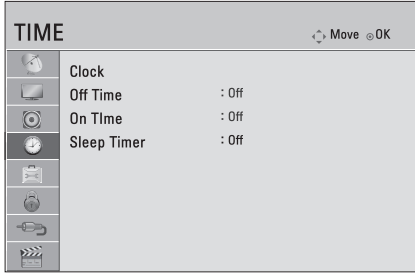 TIME
Move ⊙OK
Clock
Off Time : Off
On TIme : Off
Sleep Timer : Off